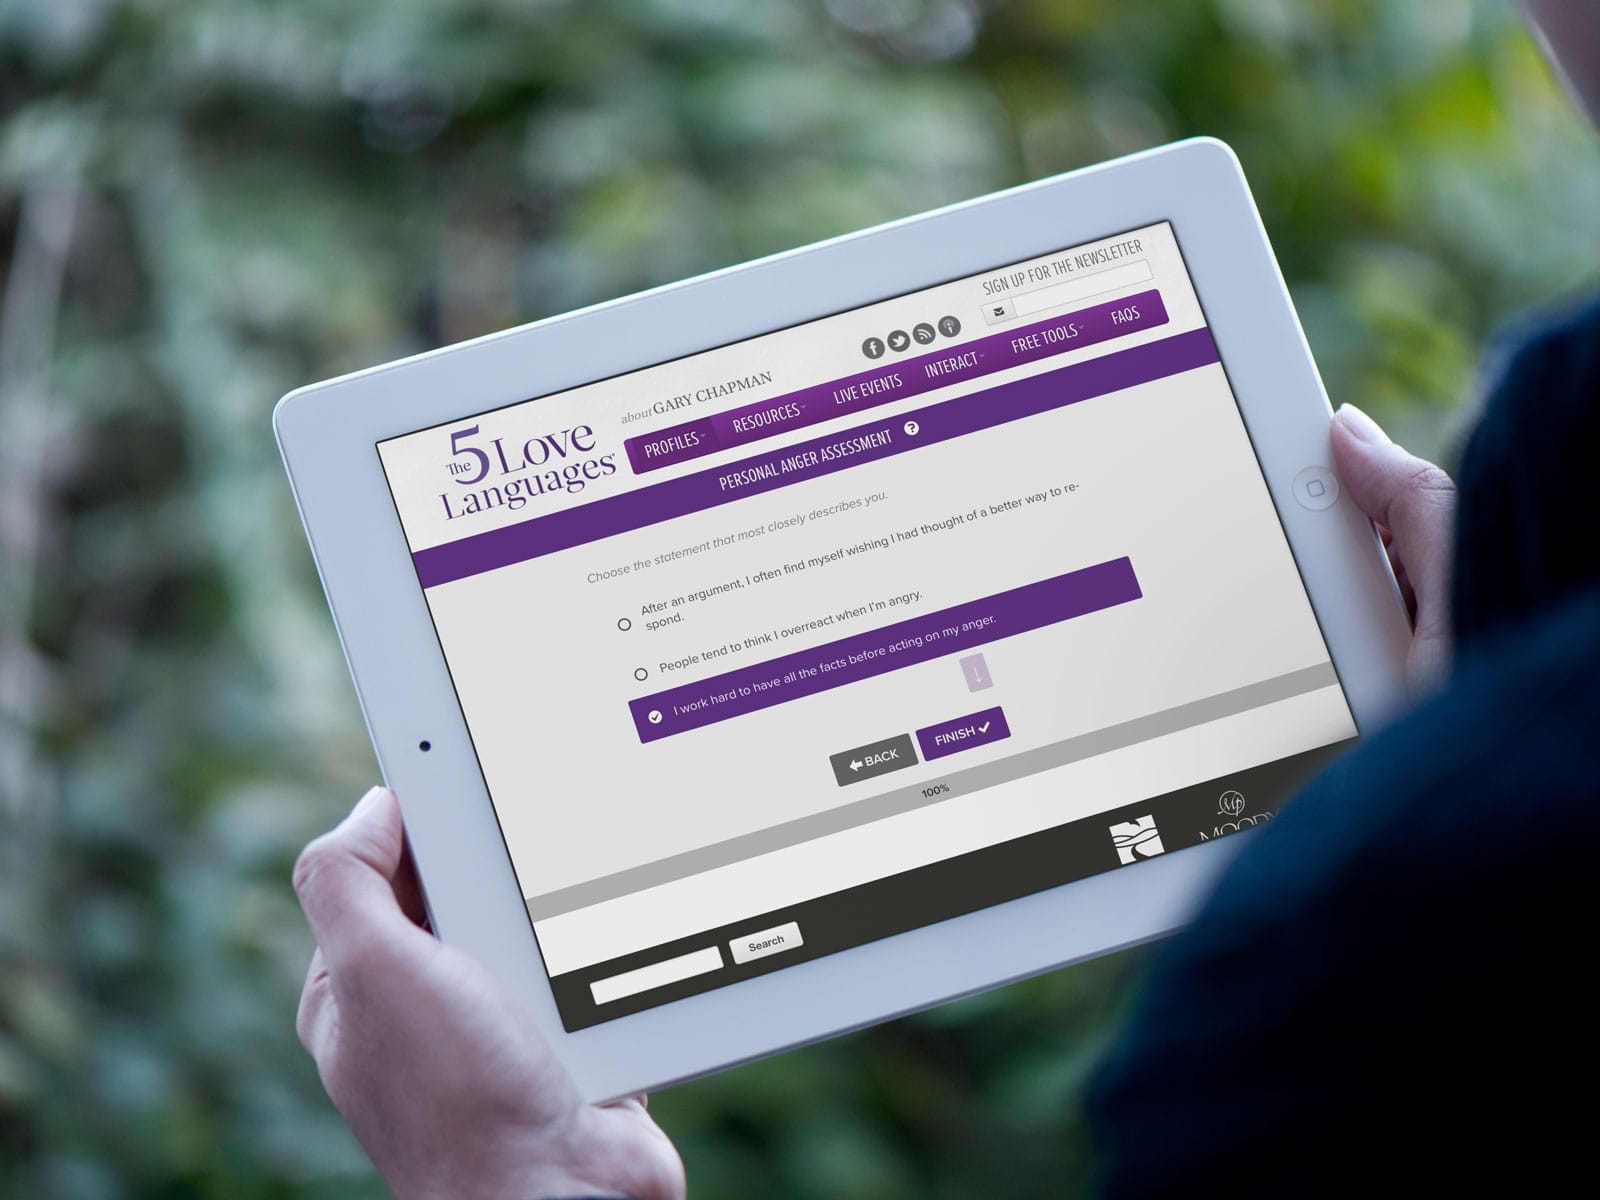 SIGN UP FOR THE NEWSLETTER
about GARY CHAPMAN
The 5 Love
Languages®
PROFILES
RESOURCES
LIVE EVENTS
INTERACT
FREE TOOLS
FAQS
PERSONAL ANGER ASSESSMENT ?
Choose the statement that most closely describes you.
After an argument, I often find myself wishing I had thought of a better way to re-
spond.
People tend to think I overreact when I'm angry.
I work hard to have all the facts before acting on my anger.
BACK
FINISH
100%
Search
MP
MOODY